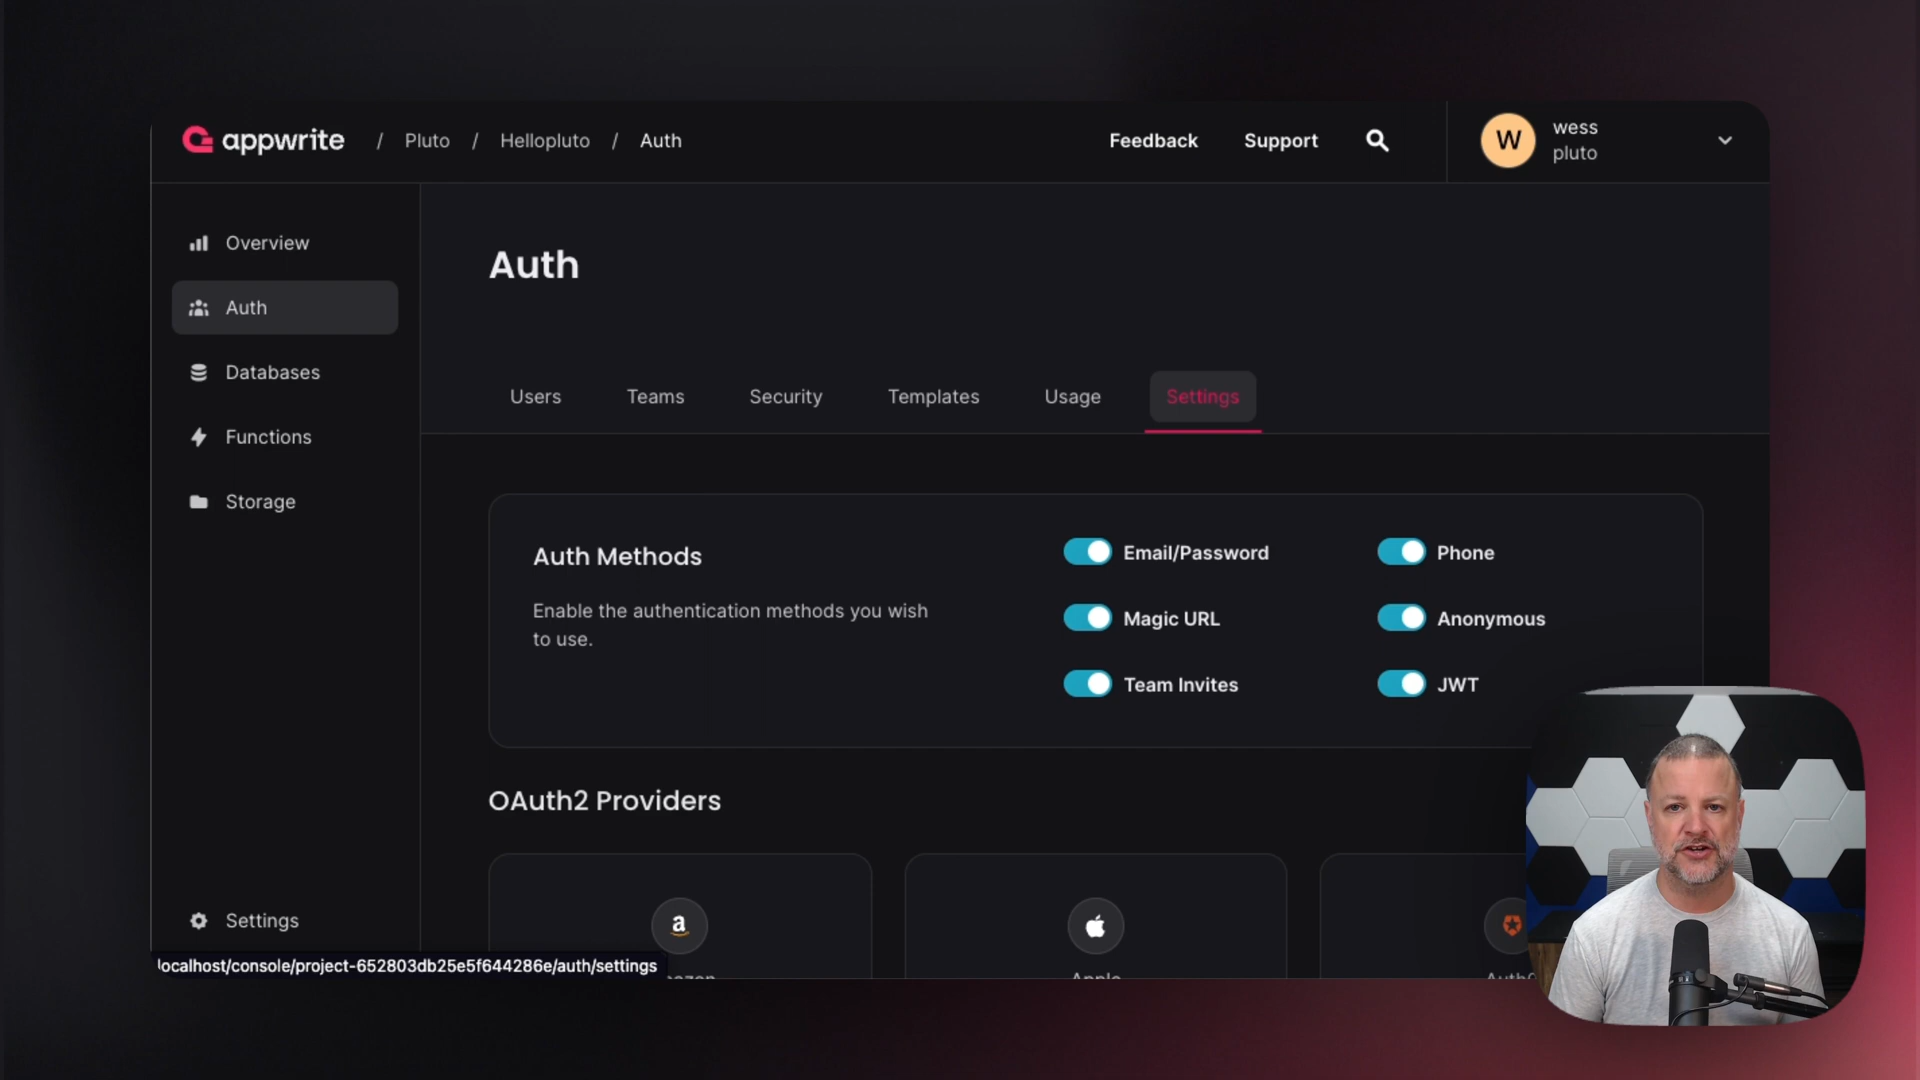 appwrite / Pluto / Hellopluto / Auth
Feedback
Support
W
wess
pluto
Overview
Auth
Databases
Functions
Storage
Settings
Auth
Users
Teams
Security
Templates
Usage
Settings
Auth Methods
Enable the authentication methods you wish
to use.
Email/Password
Phone
Magic URL
Anonymous
Team Invites
JWT
OAuth2 Providers
a
Apple
localhost/console/project-652803db25e5f644286e/auth/settings